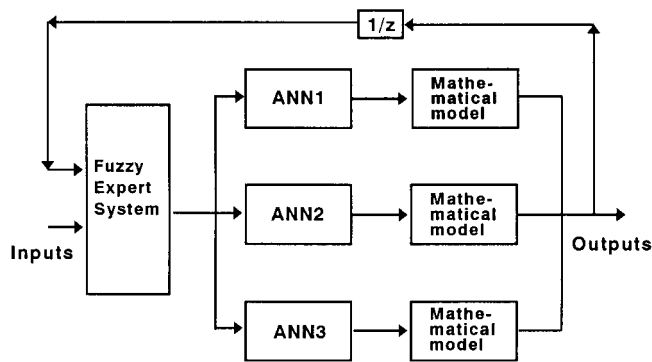 1/z
ANN1
Mathe-
matical
model
Fuzzy
Expert
System
ANN2
Mathe-
matical
model
Inputs
Outputs
ANN3
Mathe-
matical
model